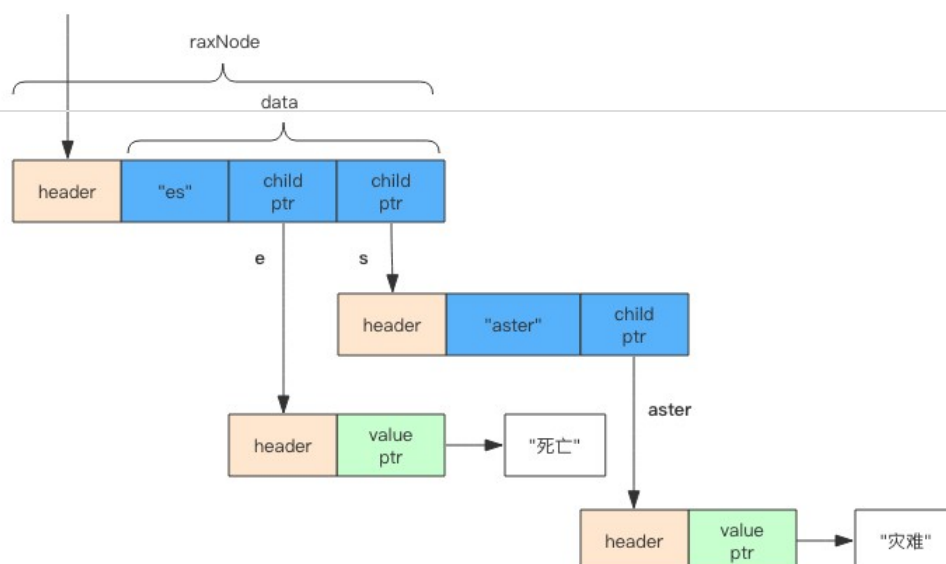 raxNode
data
header
"es"
child
ptr
child
ptr
e
s
header
"aster"
child
ptr
aster
header
value
ptr
"死亡"
header
value
ptr
"灾难"